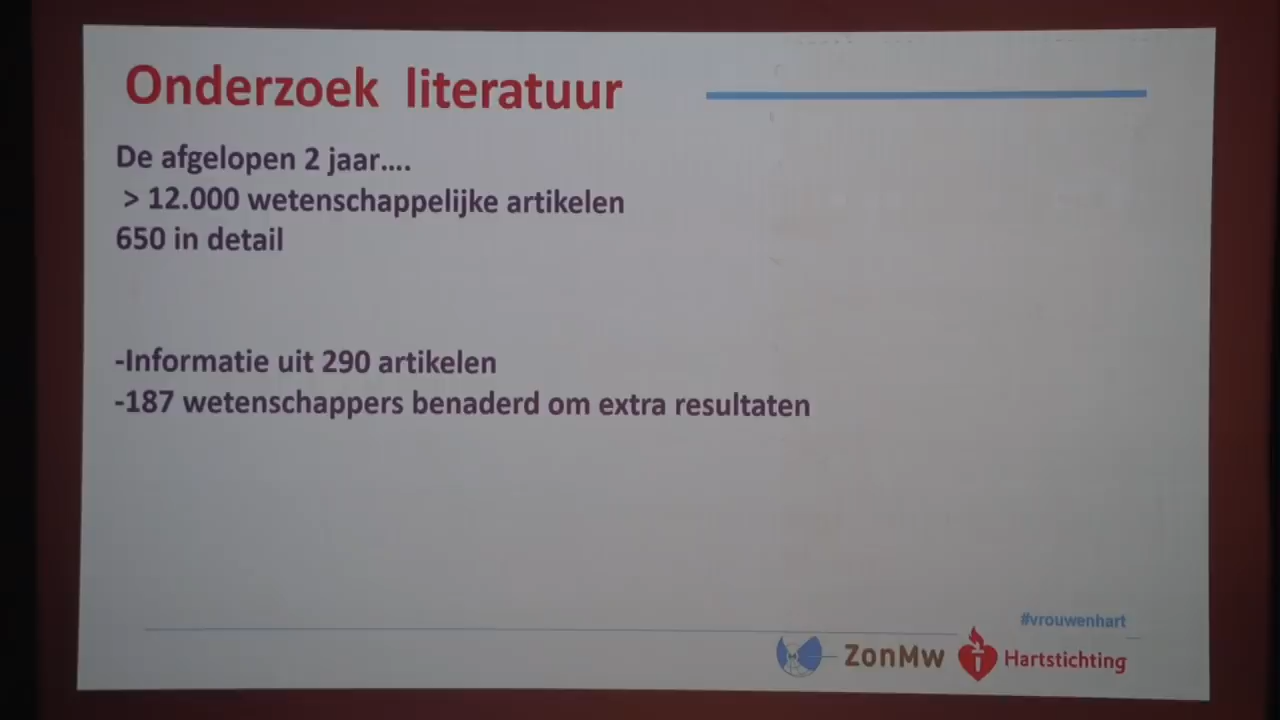 Onderzoek literatuur
De afgelopen 2 jaar....
> 12.000 wetenschappelijke artikelen
650 in detail
-Informatie uit 290 artikelen
-187 wetenschappers benaderd om extra resultaten
#vrouwenhart
ZonMw
Hartstichting